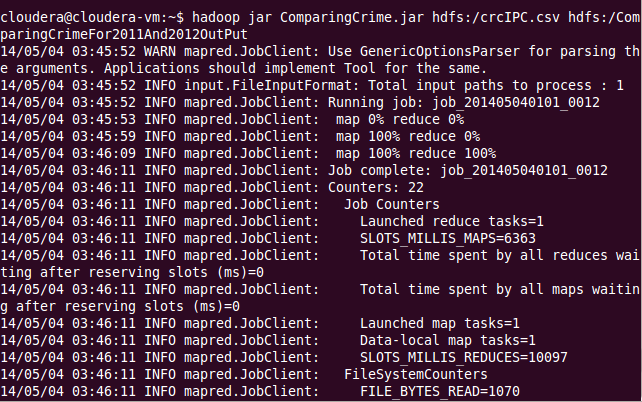 cloudera@cloudera-vm:~$ hadoop jar ComparingCrime.jar hdfs:/crcIPC.csv hdfs:/Com
paringCrimeFor2011And2012OutPut
14/05/04 03:45:52 WARN mapred.JobClient: Use GenericOptionsParser for parsing th
e arguments. Applications should implement Tool for the same.
14/05/04 03:45:52 INFO input.FileInputFormat: Total input paths to process : 1
14/05/04 03:45:52 INFO mapred.JobClient: Running job: job_201405040101_0012
14/05/04 03:45:53 INFO mapred.JobClient:  map 0% reduce 0%
14/05/04 03:45:59 INFO mapred.JobClient:  map 100% reduce 0%
14/05/04 03:46:09 INFO mapred.JobClient:  map 100% reduce 100%
14/05/04 03:46:11 INFO mapred.JobClient: Job complete: job_201405040101_0012
14/05/04 03:46:11 INFO mapred.JobClient: Counters: 22
14/05/04 03:46:11 INFO mapred.JobClient:   Job Counters
14/05/04 03:46:11 INFO mapred.JobClient:     Launched reduce tasks=1
14/05/04 03:46:11 INFO mapred.JobClient:     SLOTS_MILLIS_MAPS=6363
14/05/04 03:46:11 INFO mapred.JobClient:     Total time spent by all reduces wai
ting after reserving slots (ms)=0
14/05/04 03:46:11 INFO mapred.JobClient:     Total time spent by all maps waitin
g after reserving slots (ms)=0
14/05/04 03:46:11 INFO mapred.JobClient:     Launched map tasks=1
14/05/04 03:46:11 INFO mapred.JobClient:     Data-local map tasks=1
14/05/04 03:46:11 INFO mapred.JobClient:     SLOTS_MILLIS_REDUCES=10097
14/05/04 03:46:11 INFO mapred.JobClient:   FileSystemCounters
14/05/04 03:46:11 INFO mapred.JobClient:     FILE_BYTES_READ=1070